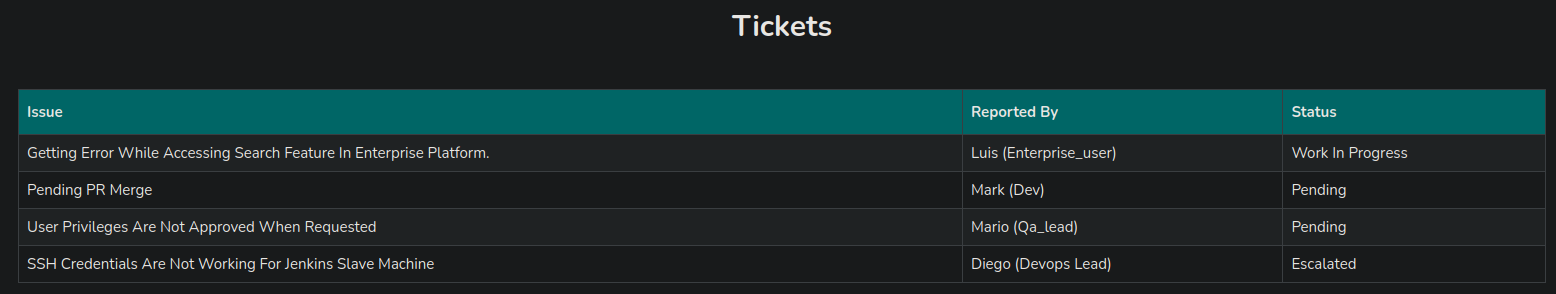 Tickets
Issue Reported By Status
Getting Error While Accessing Search Feature In Enterprise Platform. Luis (Enterprise_user) Work In Progress
Pending PR Merge Mark (Dev) Pending
User Privileges Are Not Approved When Requested Mario (Qa_lead) Pending
SSH Credentials Are Not Working For Jenkins Slave Machine Diego (Devops Lead) Escalated